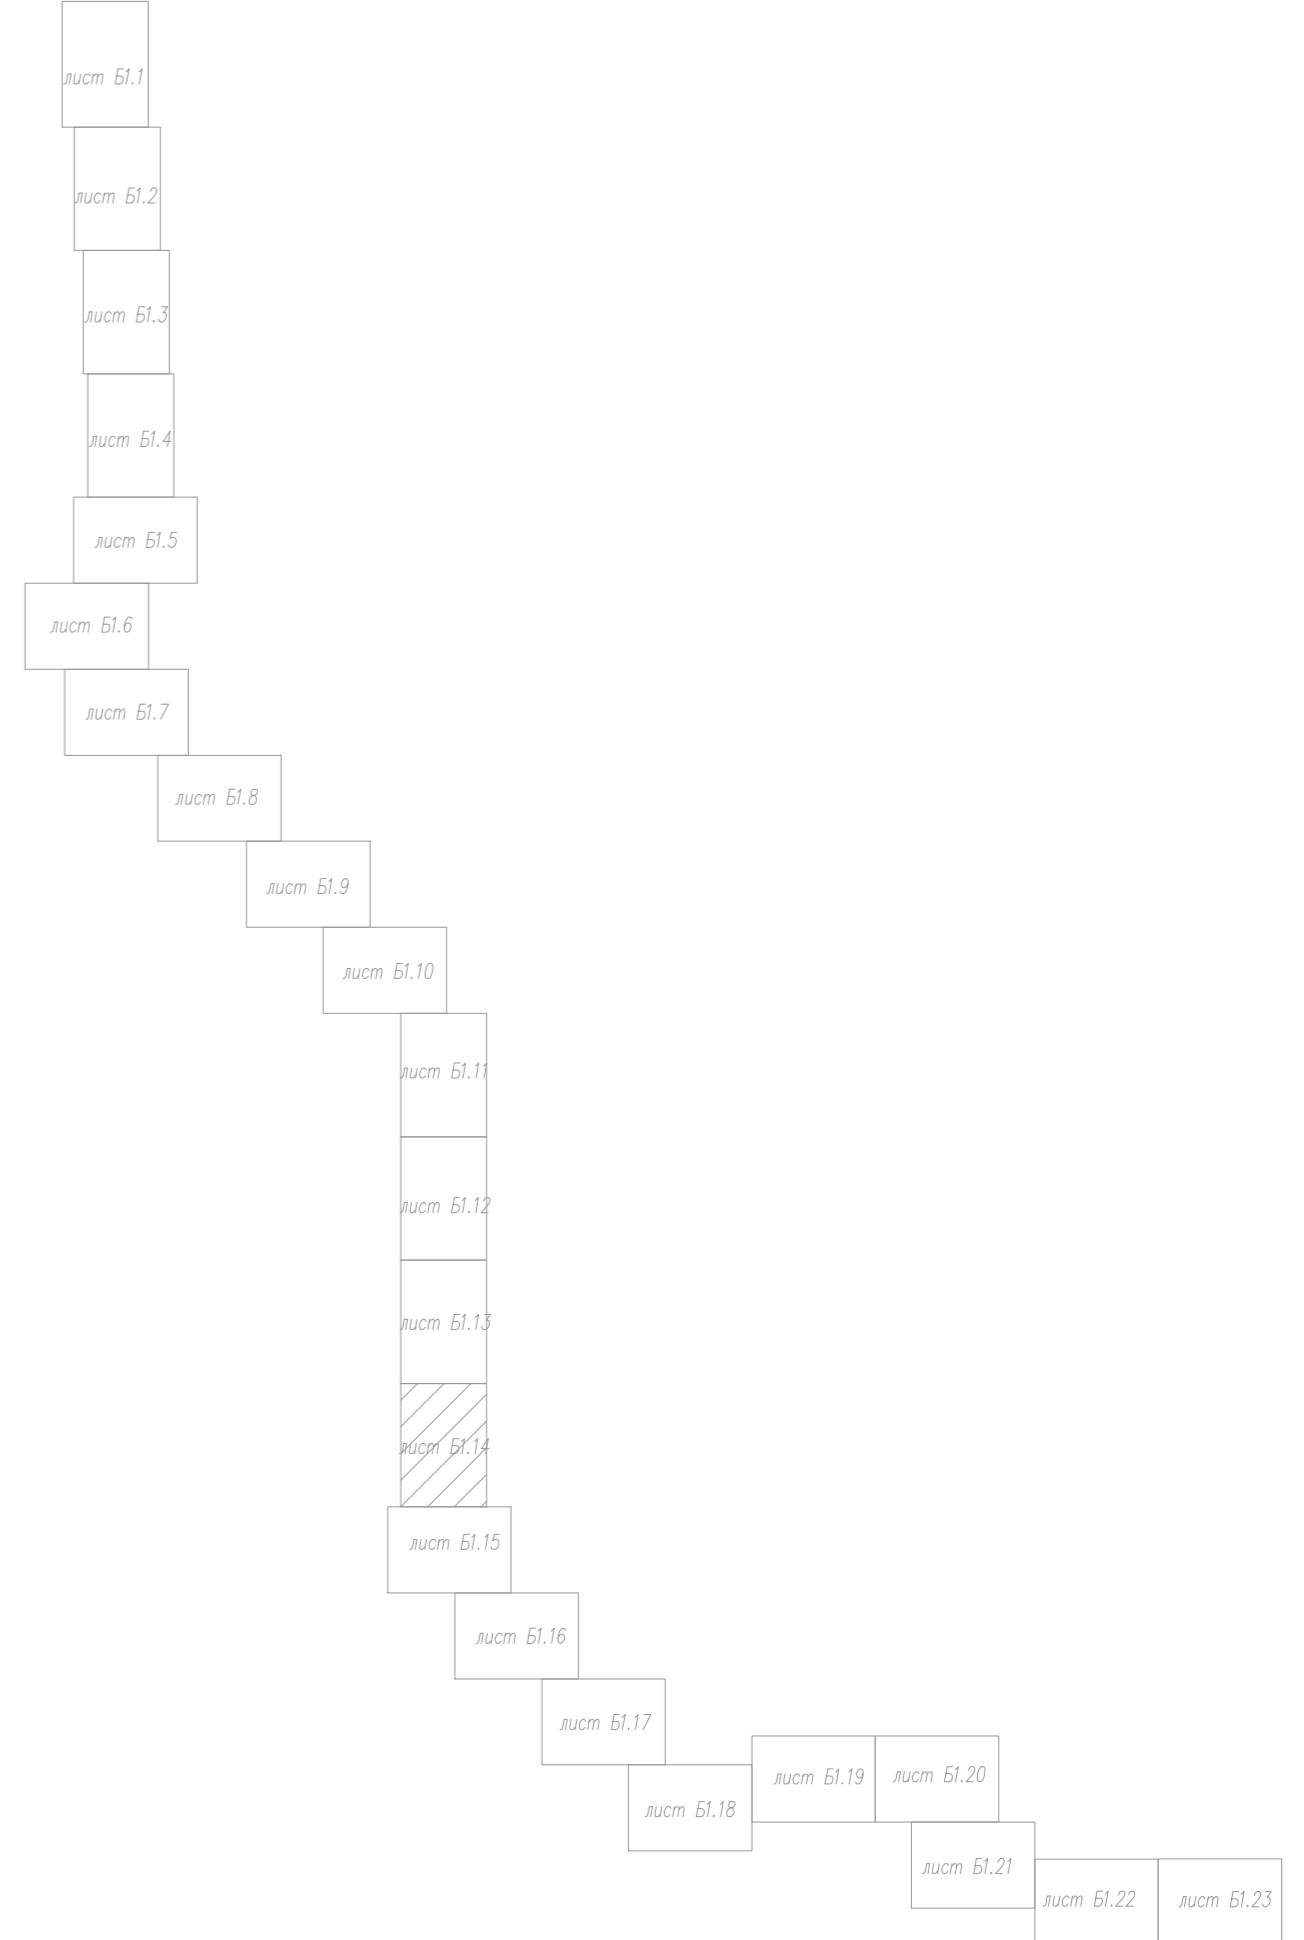 лист Б1.1
лист Б1.2
лист Б1.3
лист Б1.4
лист Б1.5
лист Б1.6
лист Б1.7
лист Б1.8
лист Б1.9
лист Б1.10
лист Б1.11
лист Б1.12
лист Б1.13
лист Б1.14
лист Б1.15
лист Б1.16
лист Б1.17
лист Б1.18
лист Б1.19
лист Б1.20
лист Б1.21
лист Б1.22
лист Б1.23